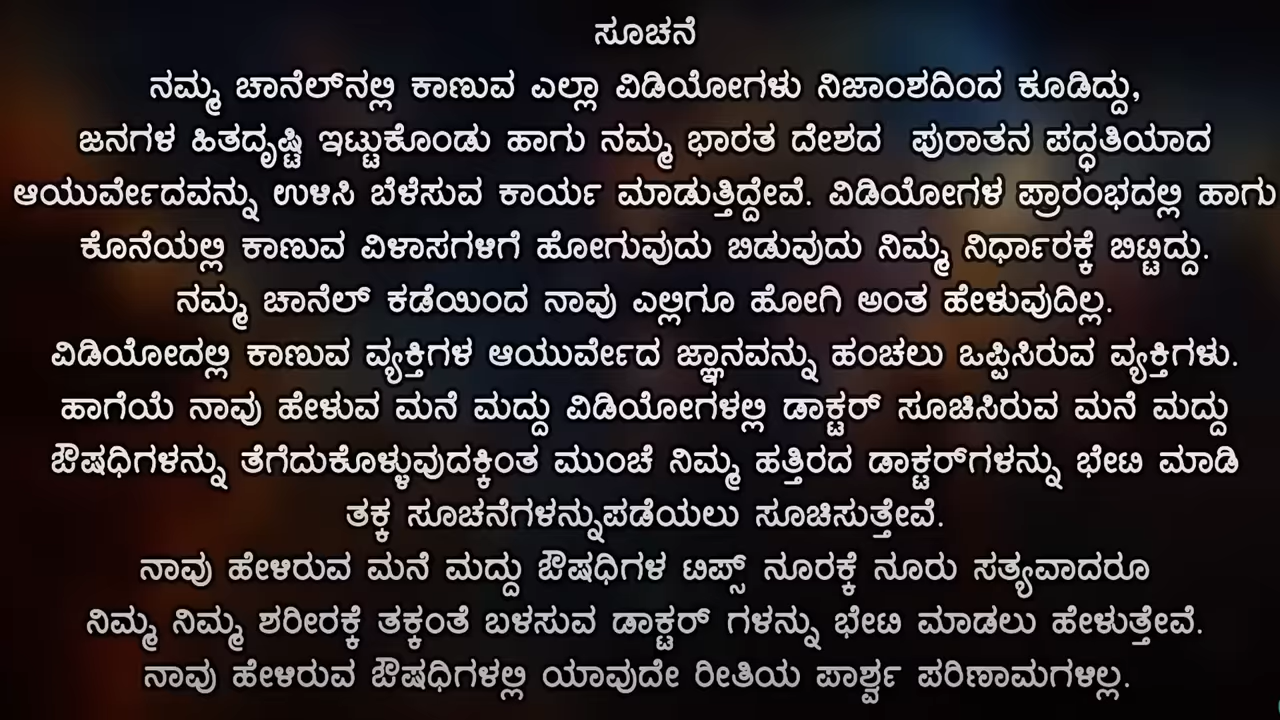 ಸೂಚನೆ
ನಮ್ಮ ಚಾನೆಲ್‌ನಲ್ಲಿ ಕಾಣುವ ಎಲ್ಲಾ ವಿಡಿಯೋಗಳು ನಿಜಾಂಶದಿಂದ ಕೂಡಿದ್ದು,
ಜನಗಳ ಹಿತದೃಷ್ಟಿ ಇಟ್ಟುಕೊಂಡು ಹಾಗು ನಮ್ಮ ಭಾರತ ದೇಶದ ಪುರಾತನ ಪದ್ಧತಿಯಾದ
ಆಯುರ್ವೇದವನ್ನು ಉಳಿಸಿ ಬೆಳೆಸುವ ಕಾರ್ಯ ಮಾಡುತ್ತಿದ್ದೇವೆ. ವಿಡಿಯೋಗಳ ಪ್ರಾರಂಭದಲ್ಲಿ ಹಾಗು
ಕೊನೆಯಲ್ಲಿ ಕಾಣುವ ವಿಳಾಸಗಳಿಗೆ ಹೋಗುವುದು ಬಿಡುವುದು ನಿಮ್ಮ ನಿರ್ಧಾರಕ್ಕೆ ಬಿಟ್ಟಿದ್ದು.
ನಮ್ಮ ಚಾನೆಲ್ ಕಡೆಯಿಂದ ನಾವು ಎಲ್ಲಿಗೂ ಹೋಗಿ ಅಂತ ಹೇಳುವುದಿಲ್ಲ.
ವಿಡಿಯೋದಲ್ಲಿ ಕಾಣುವ ವ್ಯಕ್ತಿಗಳ ಆಯುರ್ವೇದ ಜ್ಞಾನವನ್ನು ಹಂಚಲು ಒಪ್ಪಿಸಿರುವ ವ್ಯಕ್ತಿಗಳು.
ಹಾಗೆಯೆ ನಾವು ಹೇಳುವ ಮನೆ ಮದ್ದು ವಿಡಿಯೋಗಳಲ್ಲಿ ಡಾಕ್ಟರ್ ಸೂಚಿಸಿರುವ ಮನೆ ಮದ್ದು
ಔಷಧಿಗಳನ್ನು ತೆಗೆದುಕೊಳ್ಳುವುದಕ್ಕಿಂತ ಮುಂಚೆ ನಿಮ್ಮ ಹತ್ತಿರದ ಡಾಕ್ಟರ್‌ಗಳನ್ನು ಭೇಟಿ ಮಾಡಿ
ತಕ್ಕ ಸೂಚನೆಗಳನ್ನುಪಡೆಯಲು ಸೂಚಿಸುತ್ತೇವೆ.
ನಾವು ಹೇಳಿರುವ ಮನೆ ಮದ್ದು ಔಷಧಿಗಳ ಟಿಪ್ಸ್ ನೂರಕ್ಕೆ ನೂರು ಸತ್ಯವಾದರೂ
ನಿಮ್ಮ ನಿಮ್ಮ ಶರೀರಕ್ಕೆ ತಕ್ಕಂತೆ ಬಳಸುವ ಡಾಕ್ಟರ್ ಗಳನ್ನು ಭೇಟಿ ಮಾಡಲು ಹೇಳುತ್ತೇವೆ.
ನಾವು ಹೇಳಿರುವ ಔಷಧಿಗಳಲ್ಲಿ ಯಾವುದೇ ರೀತಿಯ ಪಾರ್ಶ್ವ ಪರಿಣಾಮಗಳಿಲ್ಲ.